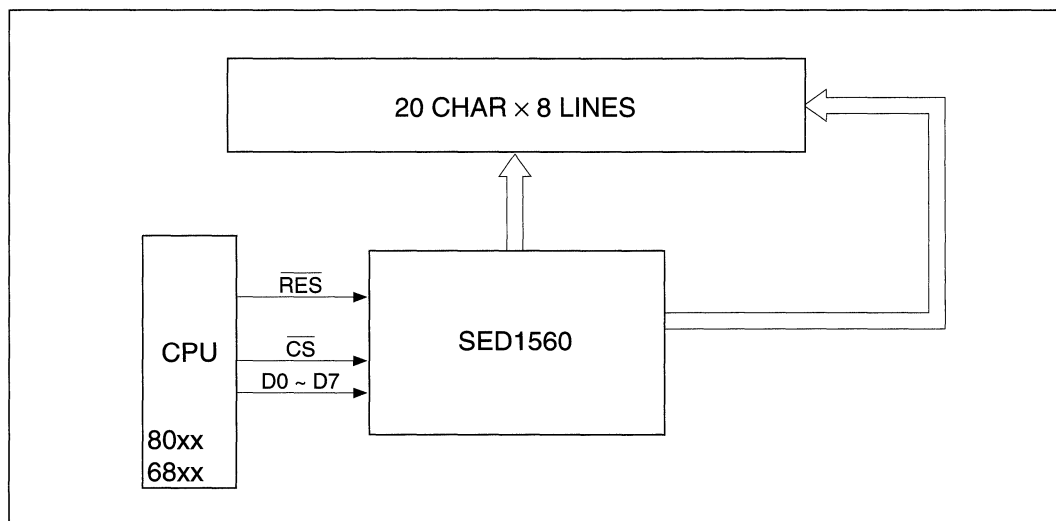 20 CHAR × 8 LINES
RES
CPU
CS
D0 ~ D7
SED1560
80xx
68xx